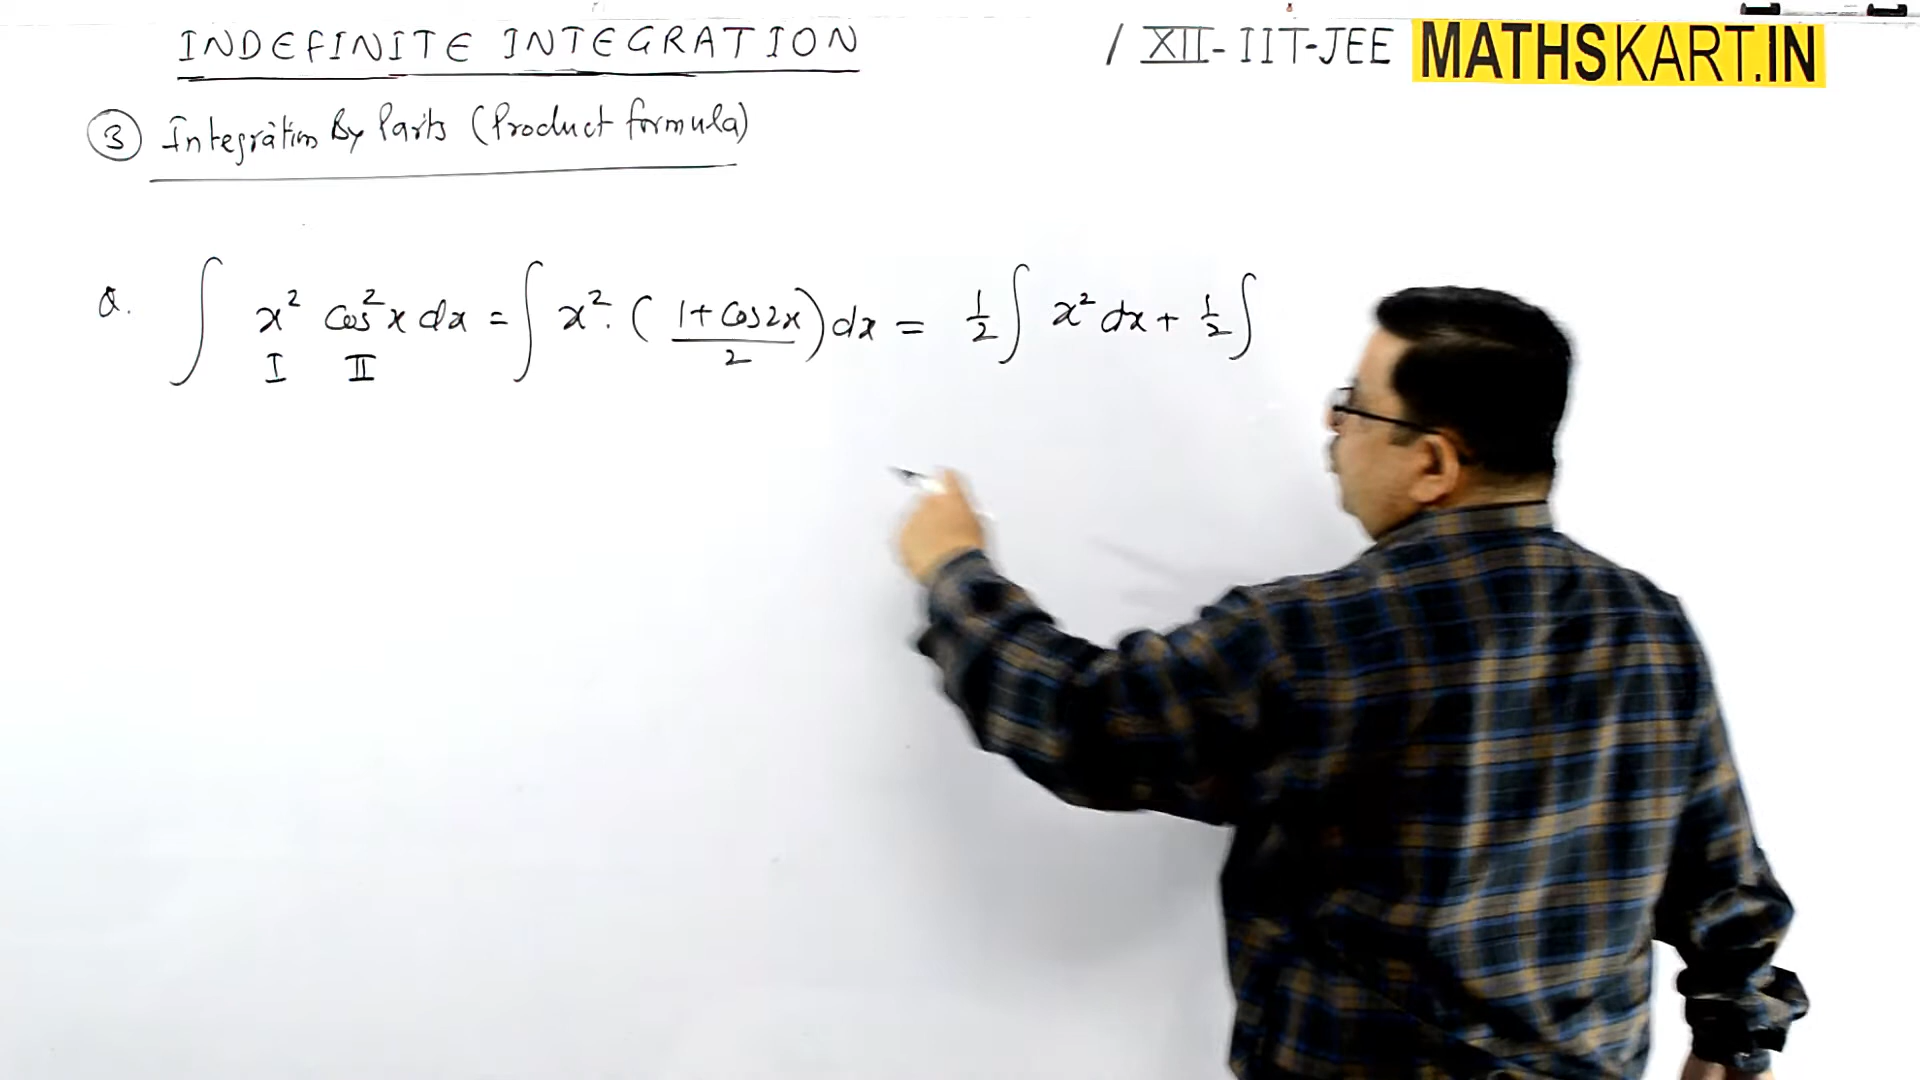 INDEFINITE INTEGRATION / XII-IIT-JEE MATHSKART.IN
③ Integration By Parts (Product formula)
Q. ∫ x² cos²x dx = ∫ x². (1+cos2x/2) dx = 1/2 ∫ x² dx + 1/2 ∫
I II